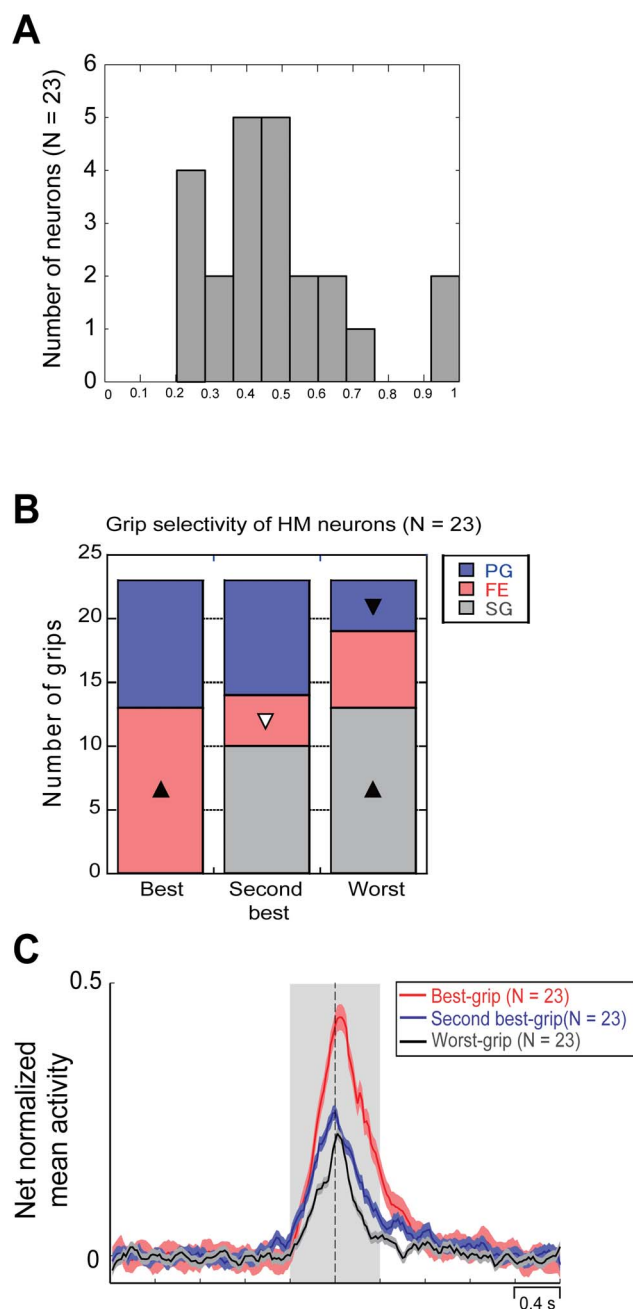 A
Number of neurons (N = 23)
6
5
4
3
2
1
0
0 0.1 0.2 0.3 0.4 0.5 0.6 0.7 0.8 0.9 1
B
Grip selectivity of HM neurons (N = 23)
Number of grips
25
20
15
10
5
0
Best Second best Worst
PG
FE
SG
C
Net normalized
mean activity
0.5
0
Best-grip (N = 23)
Second best-grip(N = 23)
Worst-grip (N = 23)
0.4 s